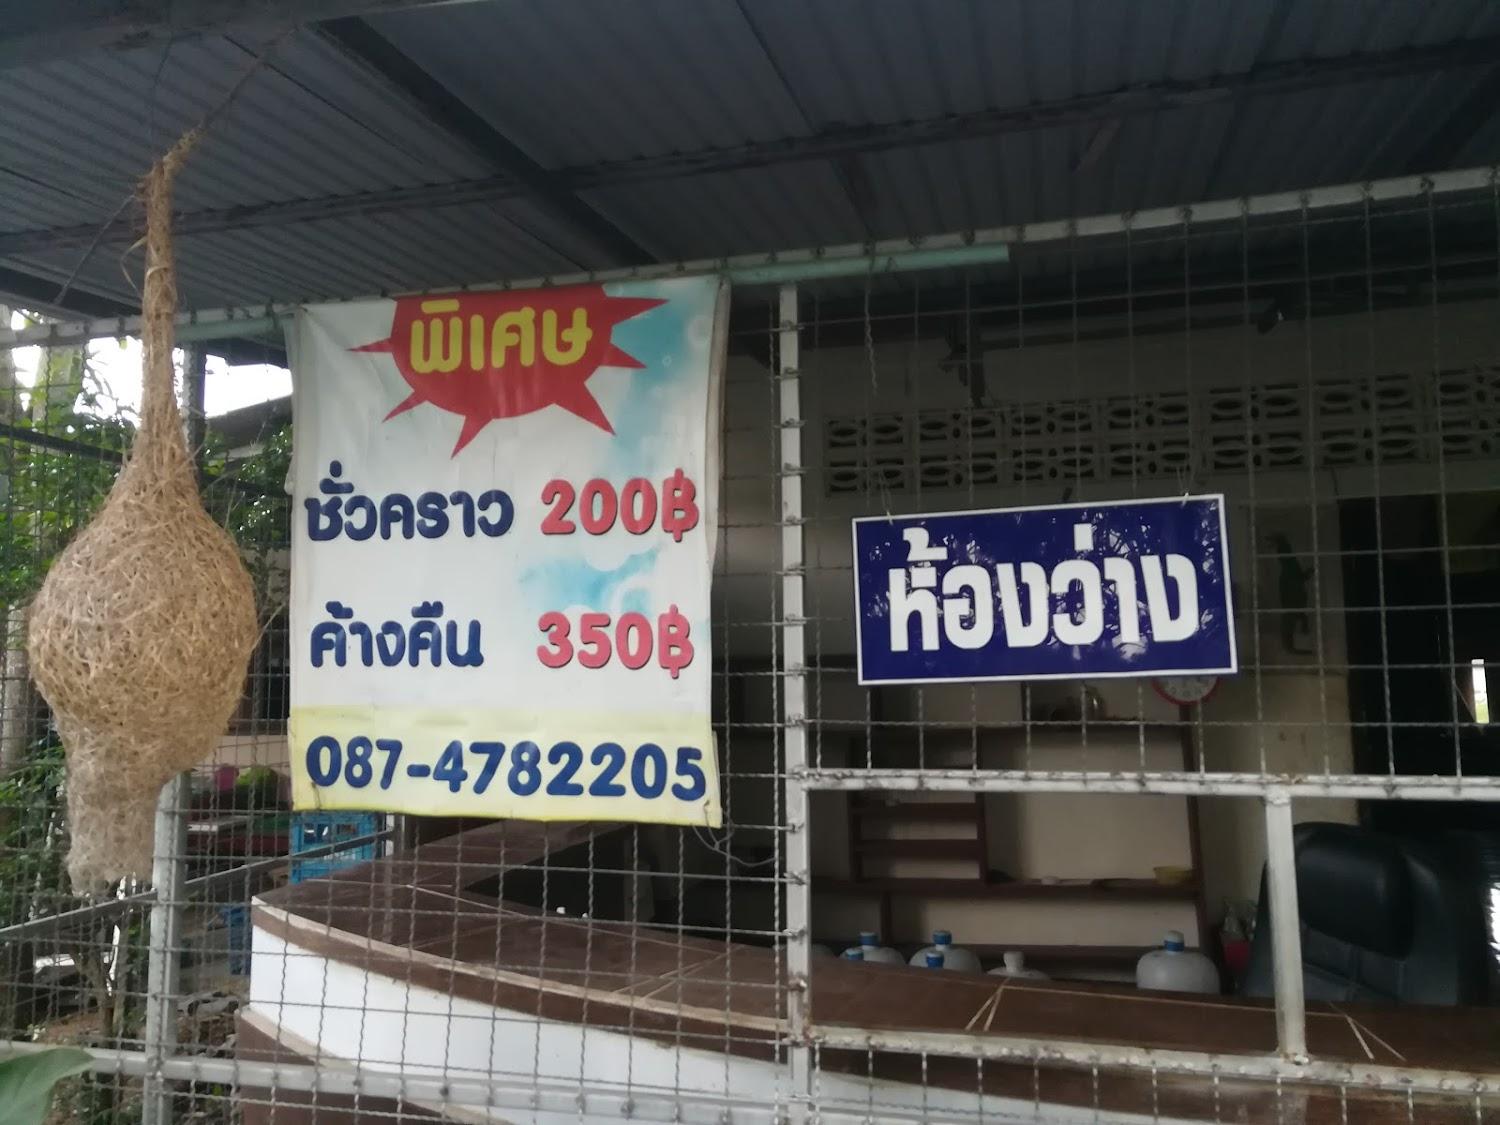 พิเศษ
ชั่วคราว 200฿
ค้างคืน 350฿
087-4782205
ห้องว่าง